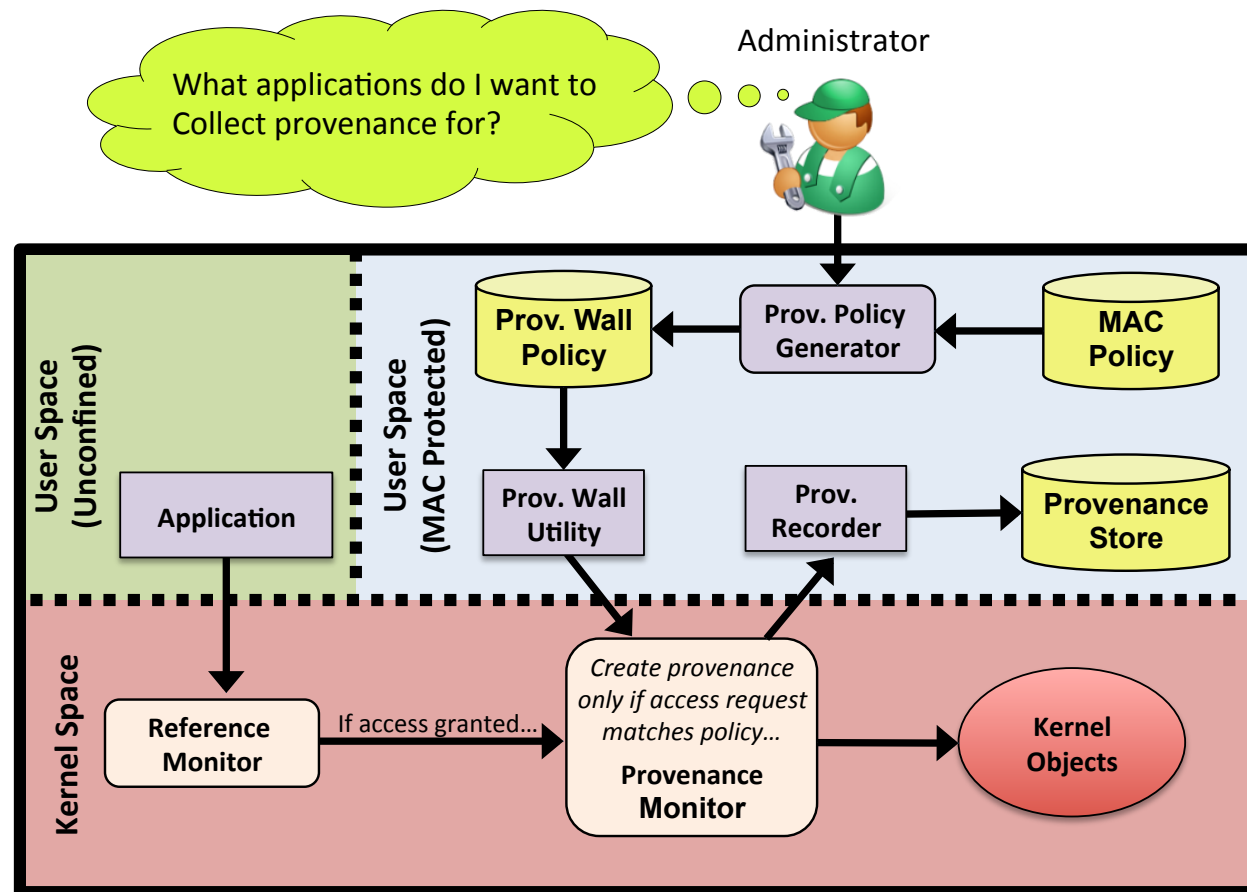 Administrator
What applications do I want to
Collect provenance for?
User Space
(Unconfined)
User Space
(MAC Protected)
Prov. Wall
Policy
Prov. Policy
Generator
MAC
Policy
Application
Prov. Wall
Utility
Prov.
Recorder
Provenance
Store
Kernel Space
Reference
Monitor
If access granted...
Create provenance
only if access request
matches policy...
Provenance
Monitor
Kernel
Objects